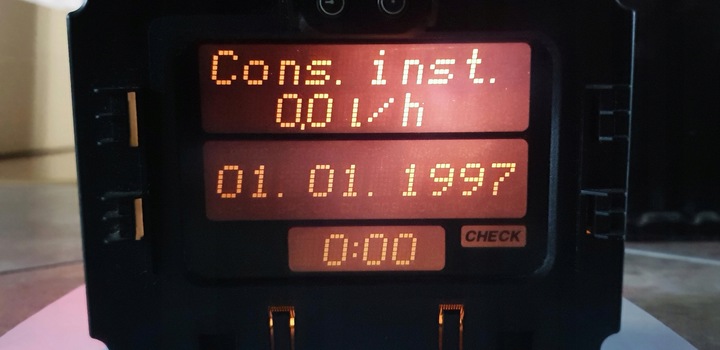 Cons. inst.
0,0 l/h
01. 01. 1997
0:00
CHECK